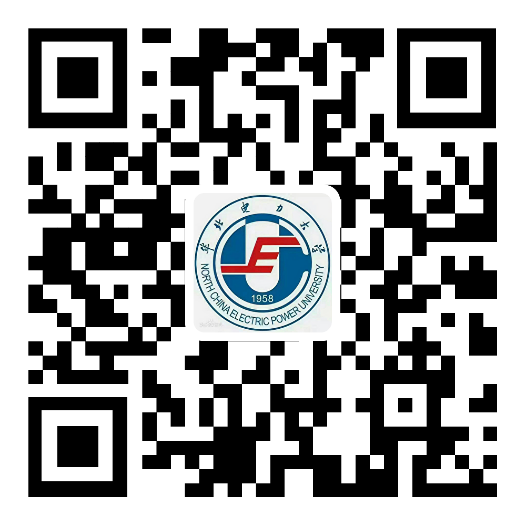 华北电力大学
1958
NORTH CHINA ELECTRIC POWER UNIVERSITY